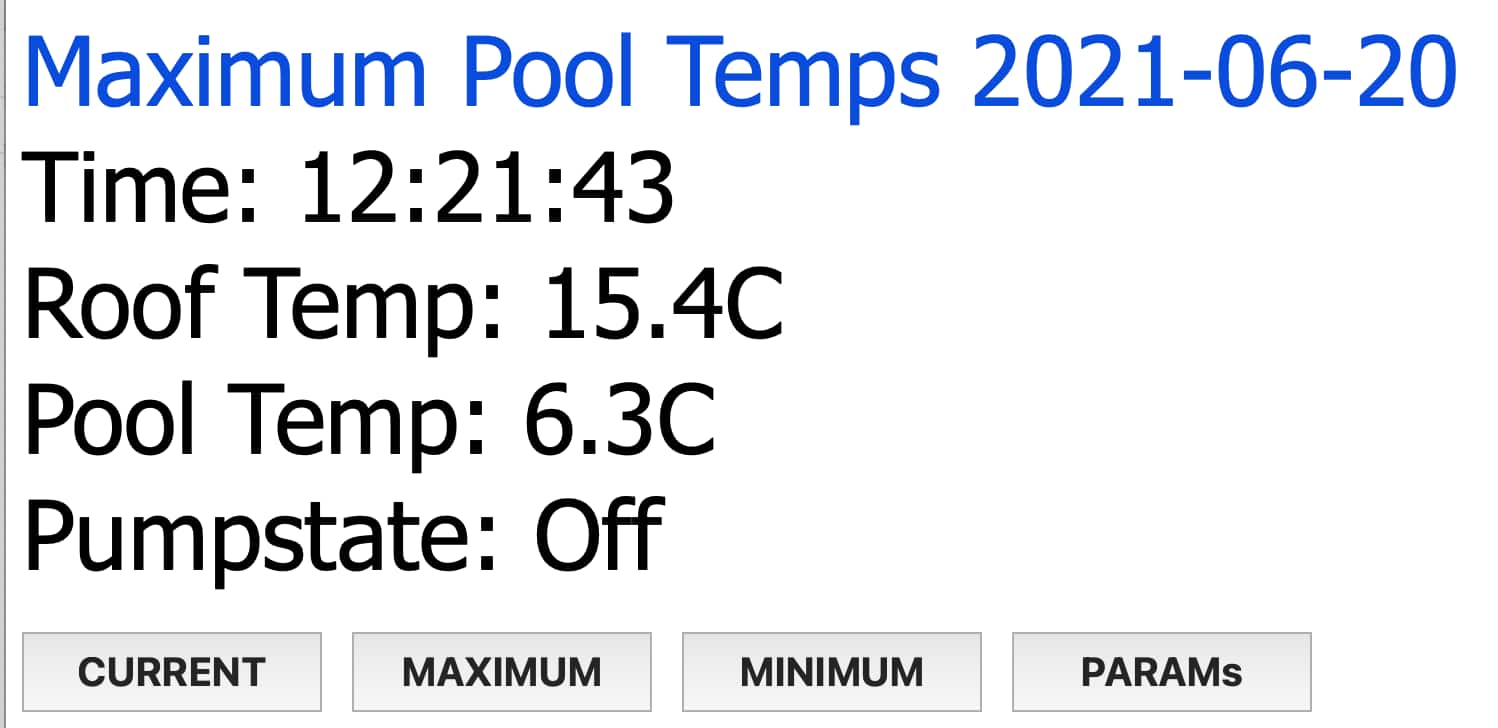 Maximum Pool Temps 2021-06-20
Time: 12:21:43
Roof Temp: 15.4C
Pool Temp: 6.3C
Pumpstate: Off
CURRENT MAXIMUM MINIMUM PARAMs